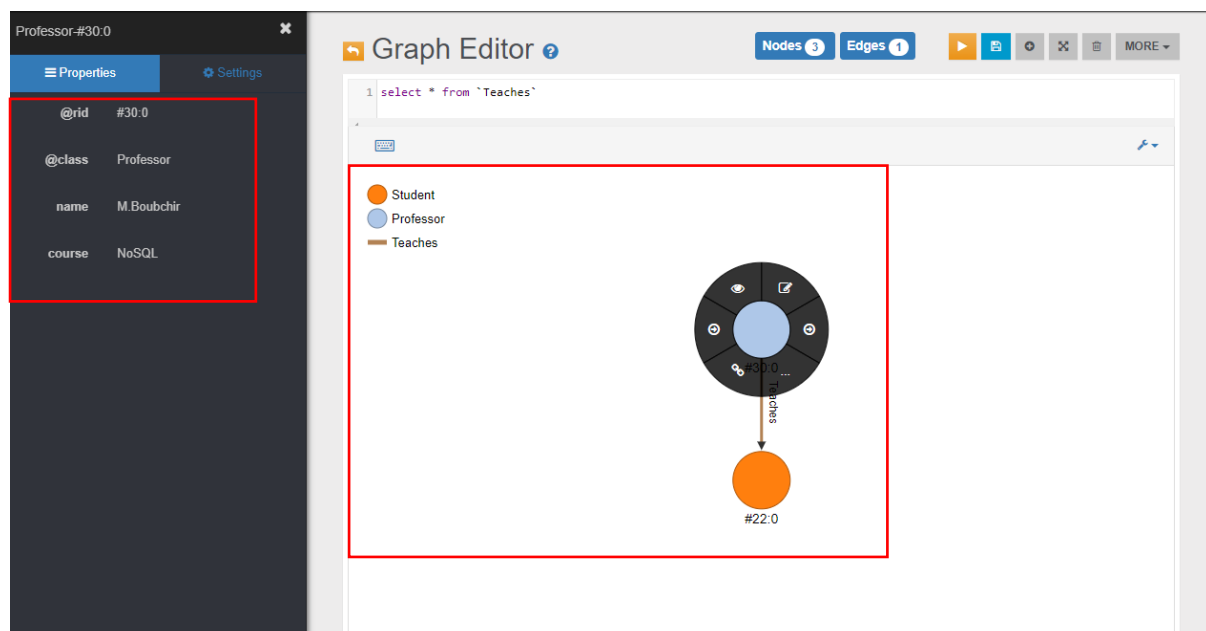 Professor-#30:0
Properties
Settings
@rid #30:0
@class Professor
name M.Boubchir
course NoSQL
Graph Editor
Nodes 3
Edges 1
MORE
1 select * from `Teaches`
Student
Professor
Teaches
#30:0
...
Teaches
#22:0